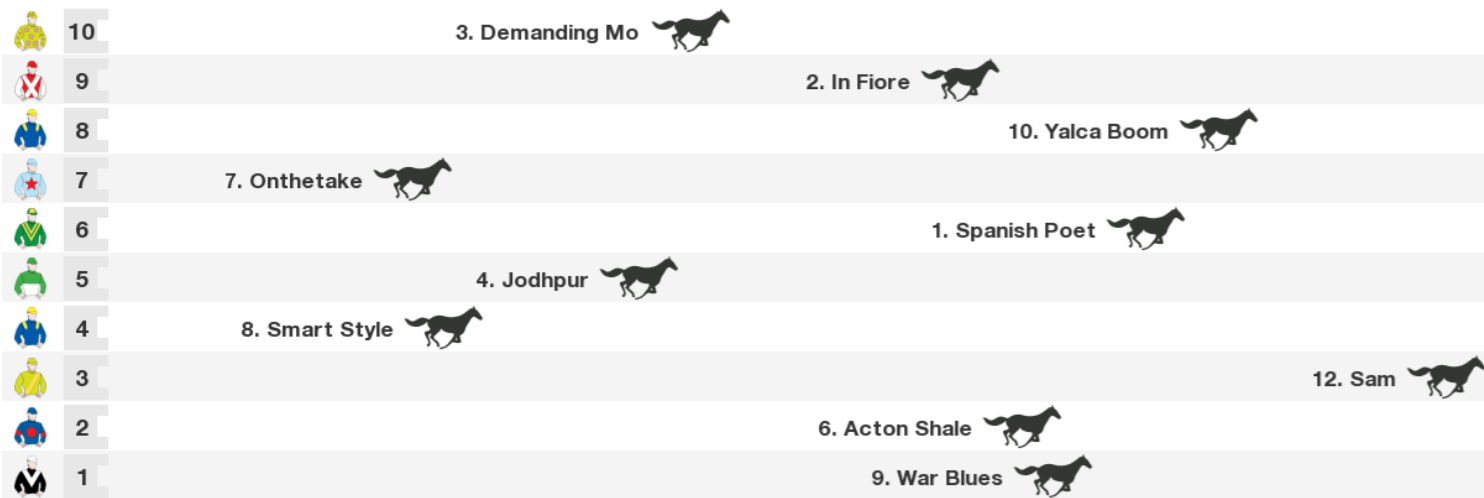 10 3. Demanding Mo
9 2. In Fiore
8 10. Yalca Boom
7 7. Onthetake
6 1. Spanish Poet
5 4. Jodhpur
4 8. Smart Style
3 12. Sam
2 6. Acton Shale
1 9. War Blues